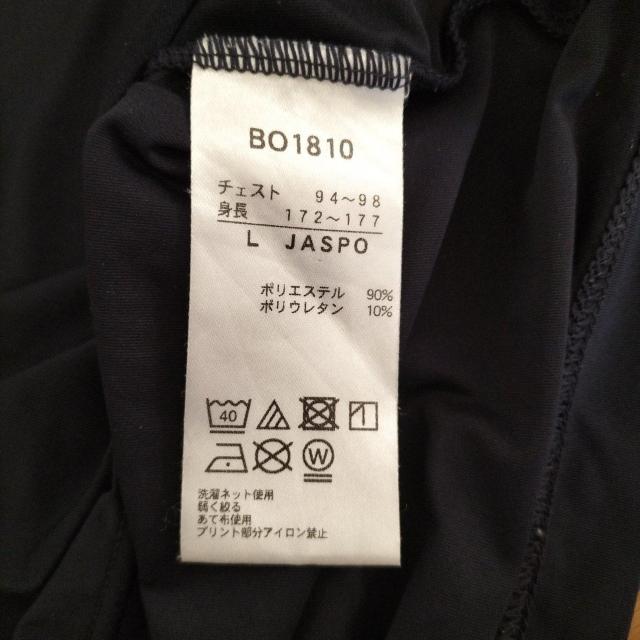 BO1810
チェスト 94～98
身長 172～177
L JASPO
ポリエステル 90%
ポリウレタン 10%
40
W
洗濯ネット使用
弱く絞る
あて布使用
プリント部分アイロン禁止